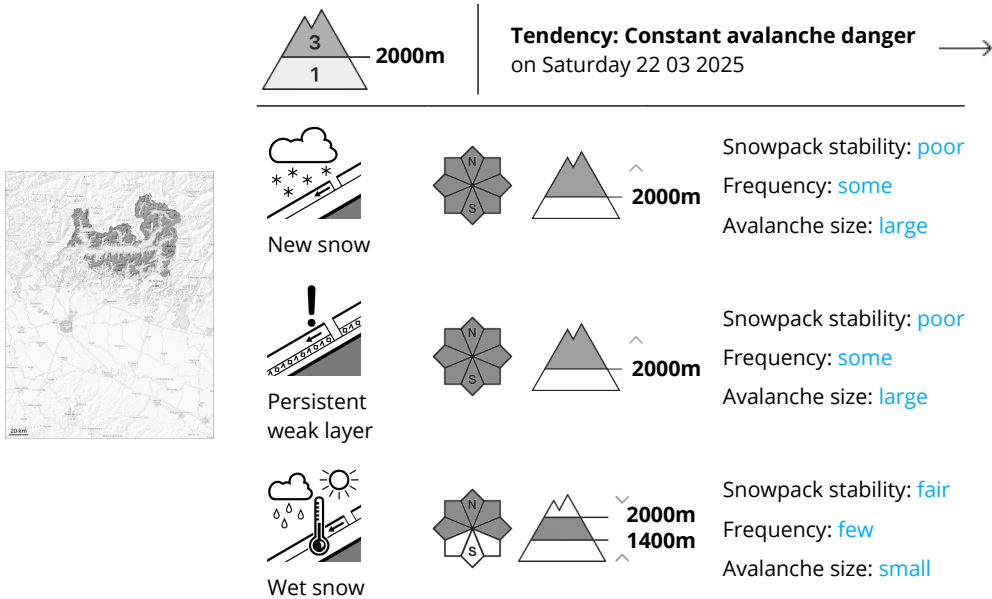 3
1
2000m
Tendency: Constant avalanche danger
on Saturday 22 03 2025
N
S
2000m
New snow
Snowpack stability: poor
Frequency: some
Avalanche size: large
N
S
2000m
Persistent
weak layer
Snowpack stability: poor
Frequency: some
Avalanche size: large
20 km
N
S
2000m
1400m
Wet snow
Snowpack stability: fair
Frequency: few
Avalanche size: small